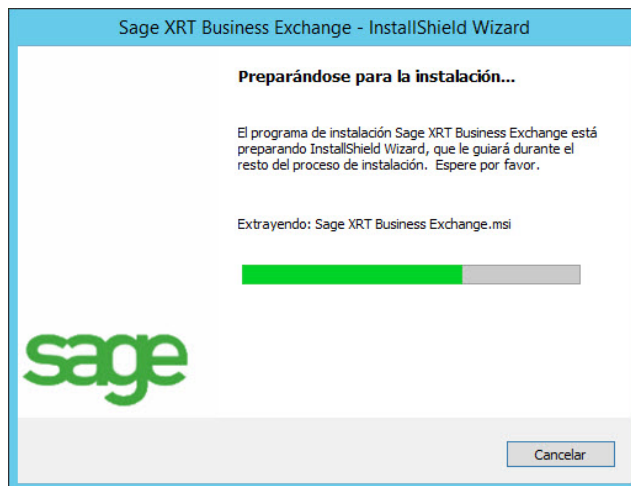 Sage XRT Business Exchange - InstallShield Wizard
Preparándose para la instalación...
El programa de instalación Sage XRT Business Exchange está
preparando InstallShield Wizard, que le guiará durante el
resto del proceso de instalación. Espere por favor.
Extrayendo: Sage XRT Business Exchange.msi
sage
Cancelar